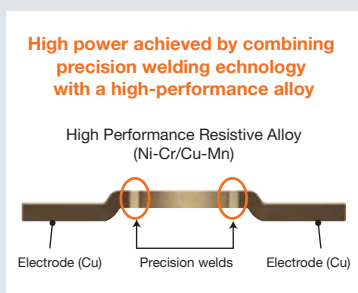 High power achieved by combining
precision welding echnology
with a high-performance alloy
High Performance Resistive Alloy
(Ni-Cr/Cu-Mn)
Electrode (Cu)
Precision welds
Electrode (Cu)